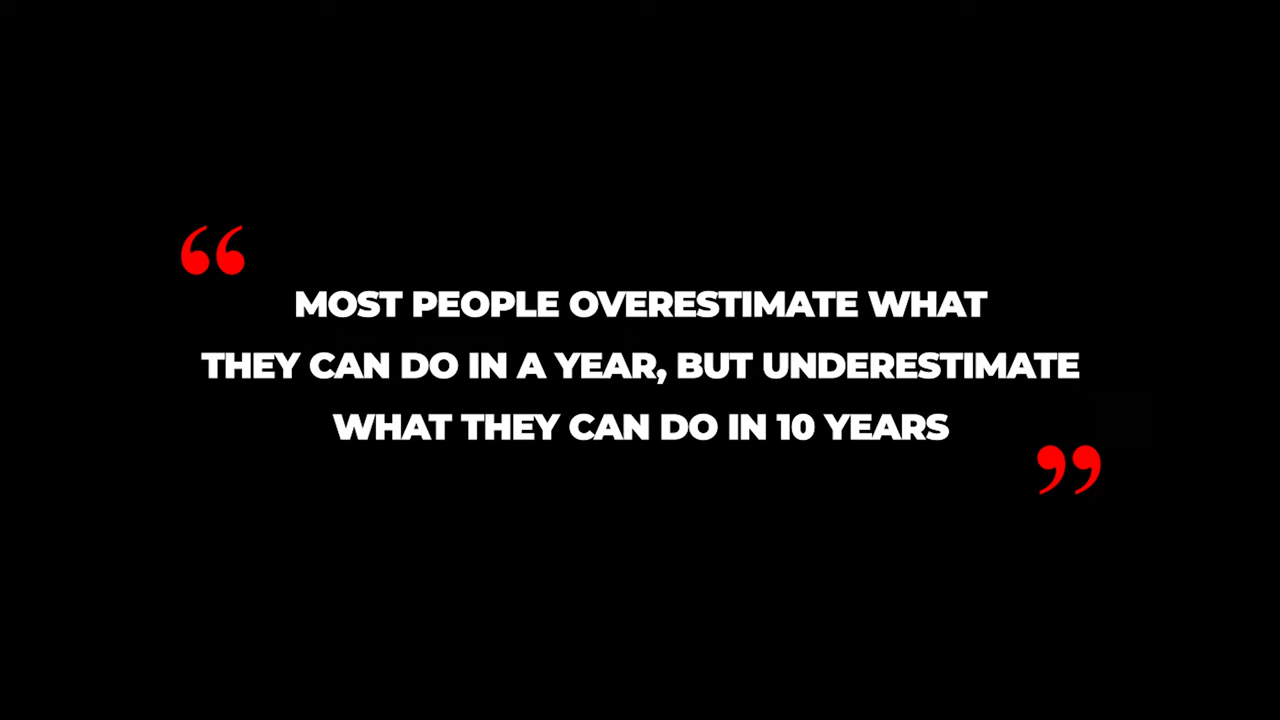 “
MOST PEOPLE OVERESTIMATE WHAT
THEY CAN DO IN A YEAR, BUT UNDERESTIMATE
WHAT THEY CAN DO IN 10 YEARS
”